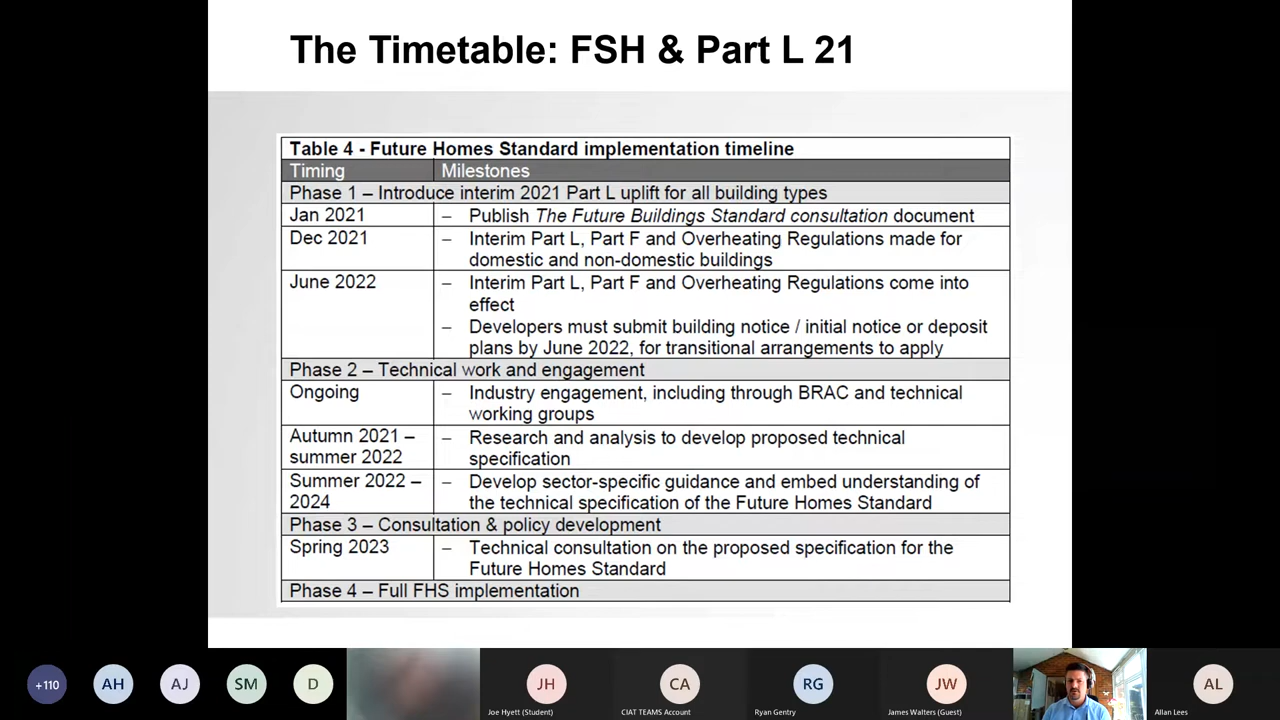 The Timetable: FSH & Part L 21
Table 4 - Future Homes Standard implementation timeline
Timing Milestones
Phase 1 – Introduce interim 2021 Part L uplift for all building types
Jan 2021 – Publish The Future Buildings Standard consultation document
Dec 2021 – Interim Part L, Part F and Overheating Regulations made for
domestic and non-domestic buildings
June 2022 – Interim Part L, Part F and Overheating Regulations come into
effect
– Developers must submit building notice / initial notice or deposit
plans by June 2022, for transitional arrangements to apply
Phase 2 – Technical work and engagement
Ongoing – Industry engagement, including through BRAC and technical
working groups
Autumn 2021 – – Research and analysis to develop proposed technical
summer 2022 specification
Summer 2022 – – Develop sector-specific guidance and embed understanding of
2024 the technical specification of the Future Homes Standard
Phase 3 – Consultation & policy development
Spring 2023 – Technical consultation on the proposed specification for the
Future Homes Standard
Phase 4 – Full FHS implementation
+110 AH AJ SM D JH CA RG JW AL
Joe Hyett (Student) CIAT TEAMS Account Ryan Gentry James Walters (Guest) Allan Lees